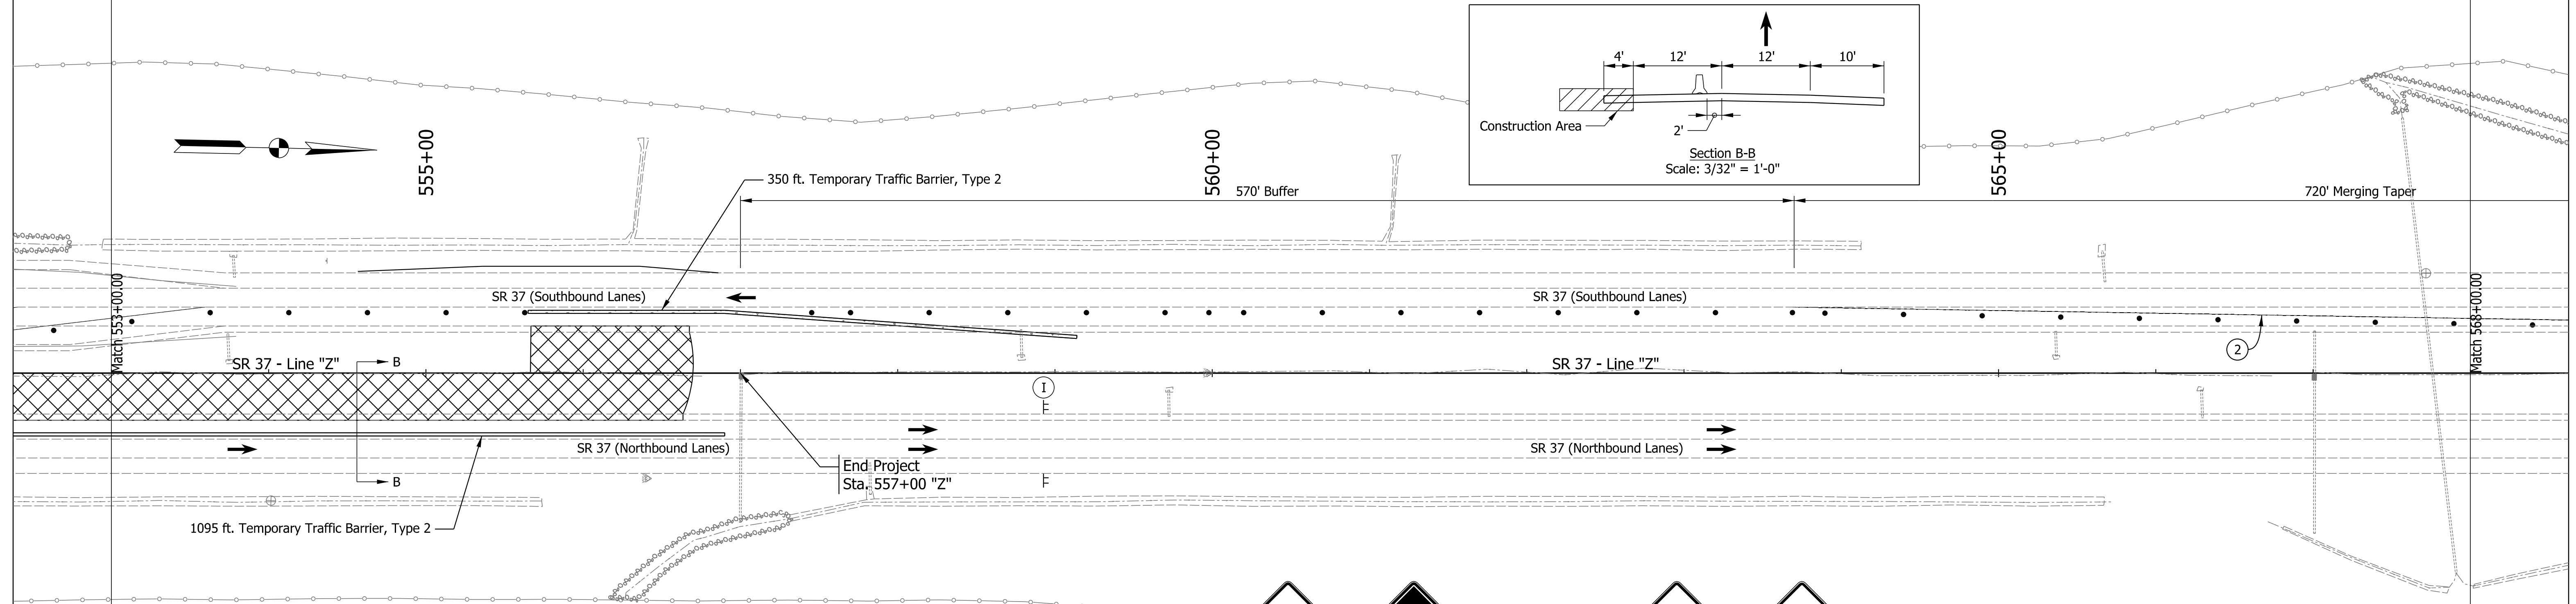 4'
12'
12'
10'
Construction Area
2'
Section B-B
Scale: 3/32" = 1'-0"
555+00
560+00
565+00
350 ft. Temporary Traffic Barrier, Type 2
570' Buffer
720' Merging Taper
Match 553+00.00
SR 37 (Southbound Lanes)
SR 37 (Southbound Lanes)
Match 568+00.00
2
SR 37 - Line "Z"
B
SR 37 - Line "Z"
I
SR 37 (Northbound Lanes)
SR 37 (Northbound Lanes)
End Project
Sta. 557+00 "Z"
B
1095 ft. Temporary Traffic Barrier, Type 2